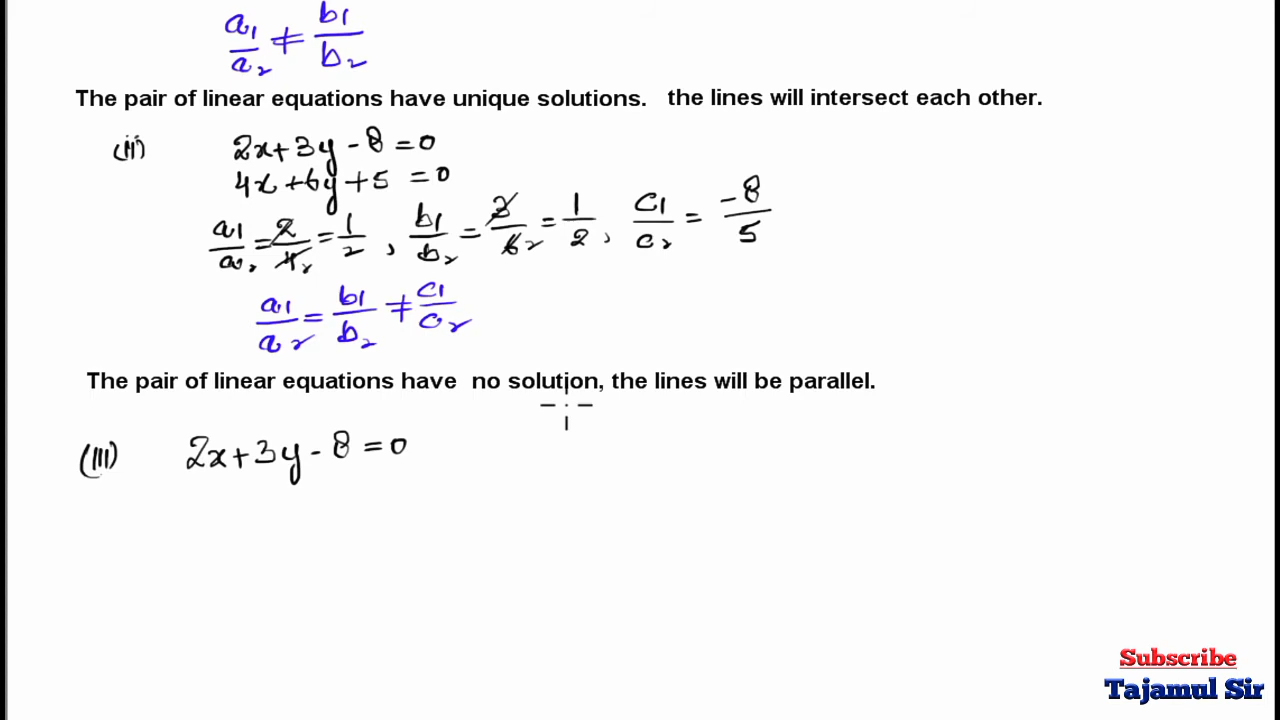 a1/a2 ≠ b1/b2
The pair of linear equations have unique solutions. the lines will intersect each other.
(ii) 2x+3y-8=0
4x+6y+5=0
a1/a2=2/4=1/2, b1/b2=3/6=1/2, c1/c2=-8/5
a1/a2=b1/b2≠c1/c2
The pair of linear equations have no solution, the lines will be parallel.
(III) 2x+3y-8=0
Subscribe
Tajamul Sir